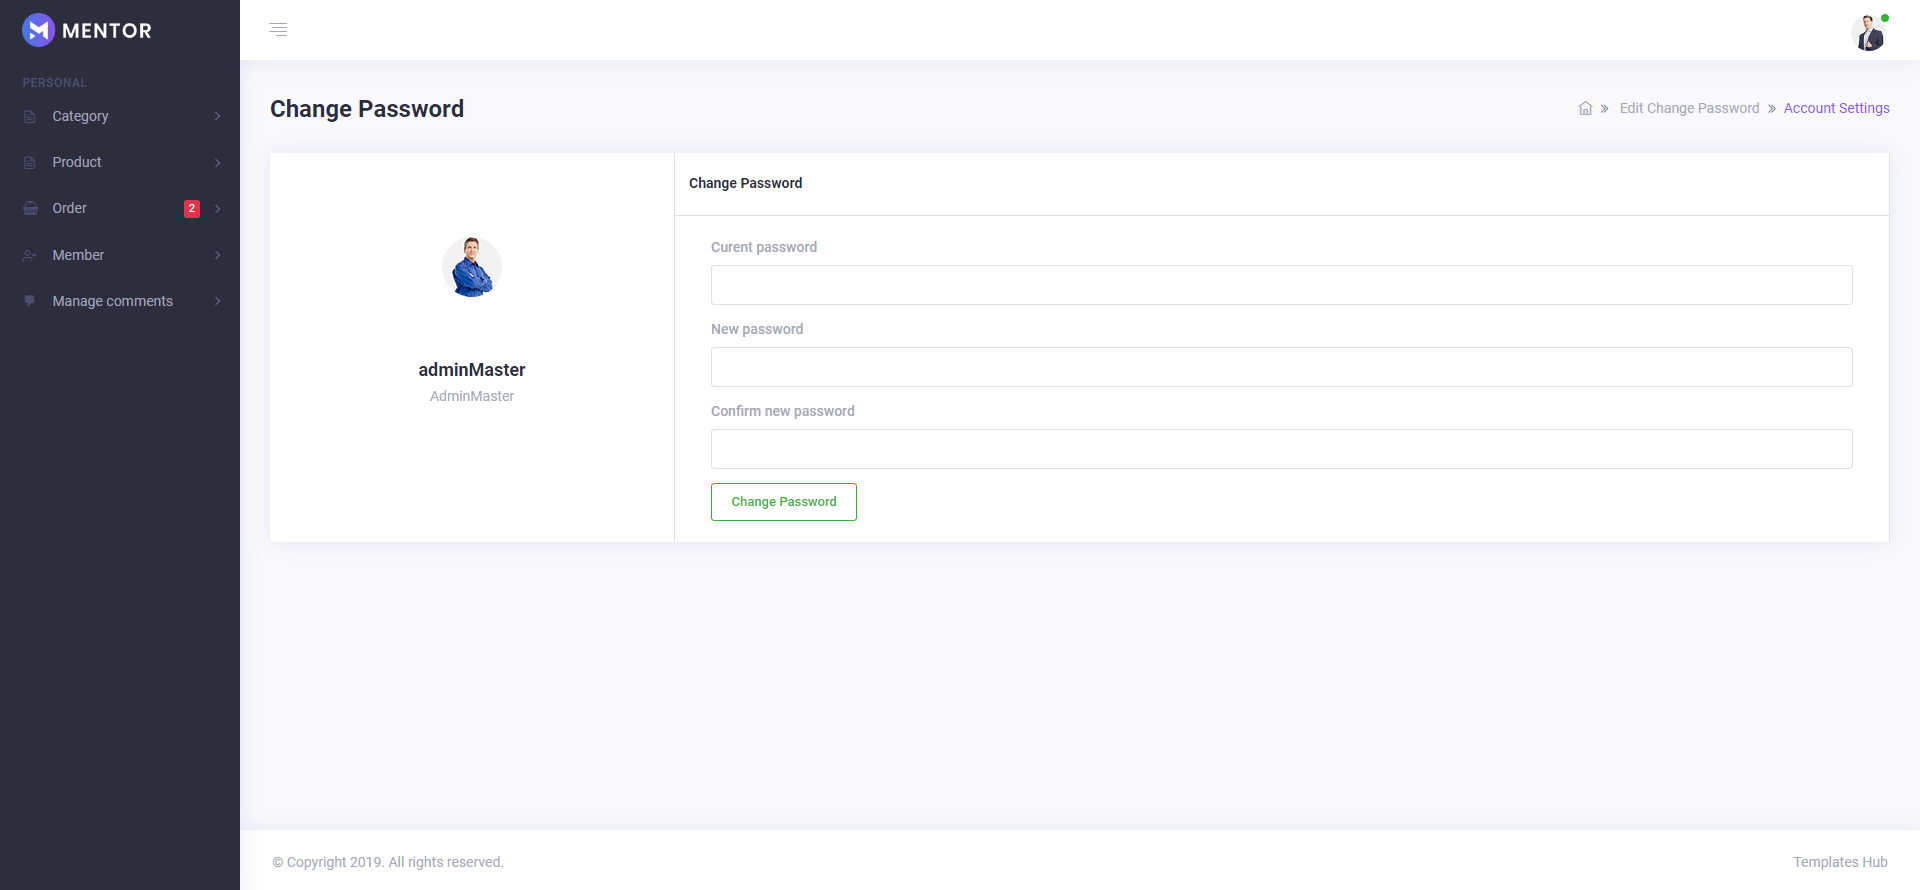 MENTOR
PERSONAL
Category
Product
Order 2
Member
Manage comments
Change Password
Edit Change Password Account Settings
adminMaster
AdminMaster
Change Password
Curent password
New password
Confirm new password
Change Password
© Copyright 2019. All rights reserved.
Templates Hub